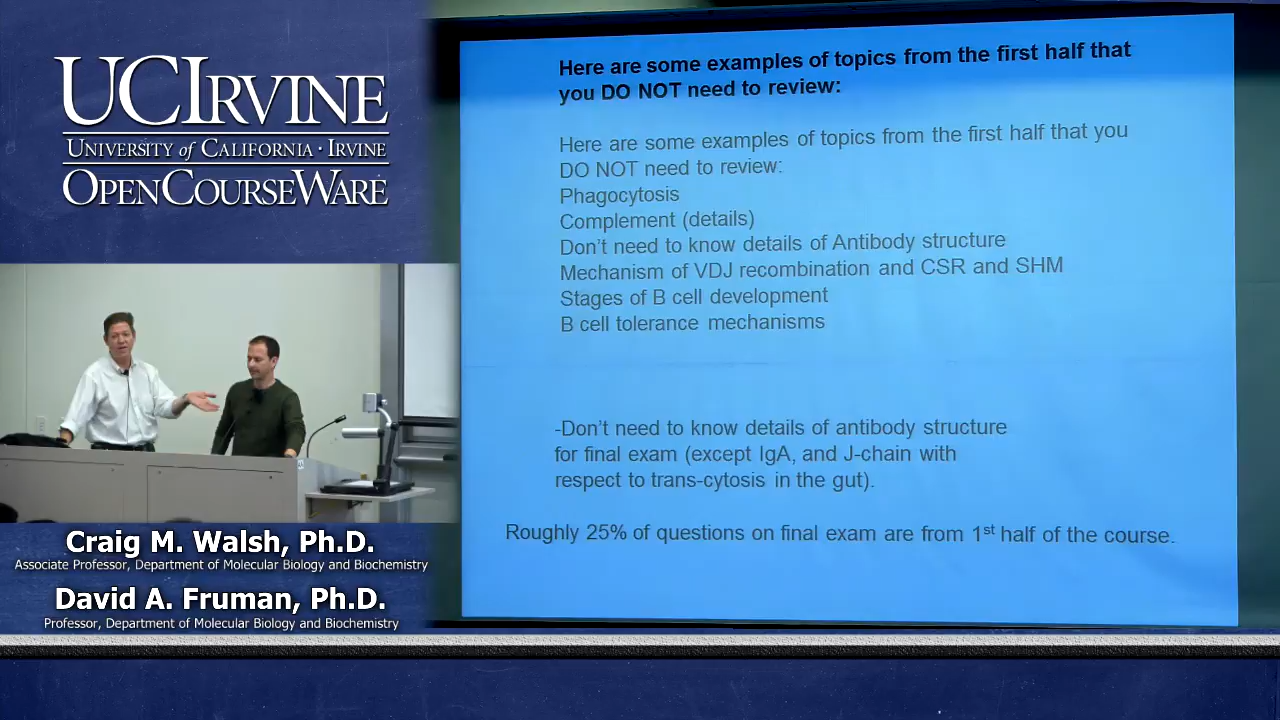 UCIRVINE
UNIVERSITY of CALIFORNIA · IRVINE
OPENCOURSEWARE
Craig M. Walsh, Ph.D.
Associate Professor, Department of Molecular Biology and Biochemistry
David A. Fruman, Ph.D.
Professor, Department of Molecular Biology and Biochemistry
Here are some examples of topics from the first half that
you DO NOT need to review:
Here are some examples of topics from the first half that you
DO NOT need to review:
Phagocytosis
Complement (details)
Don't need to know details of Antibody structure
Mechanism of VDJ recombination and CSR and SHM
Stages of B cell development
B cell tolerance mechanisms
-Don't need to know details of antibody structure
for final exam (except IgA, and J-chain with
respect to trans-cytosis in the gut).
Roughly 25% of questions on final exam are from 1st half of the course.